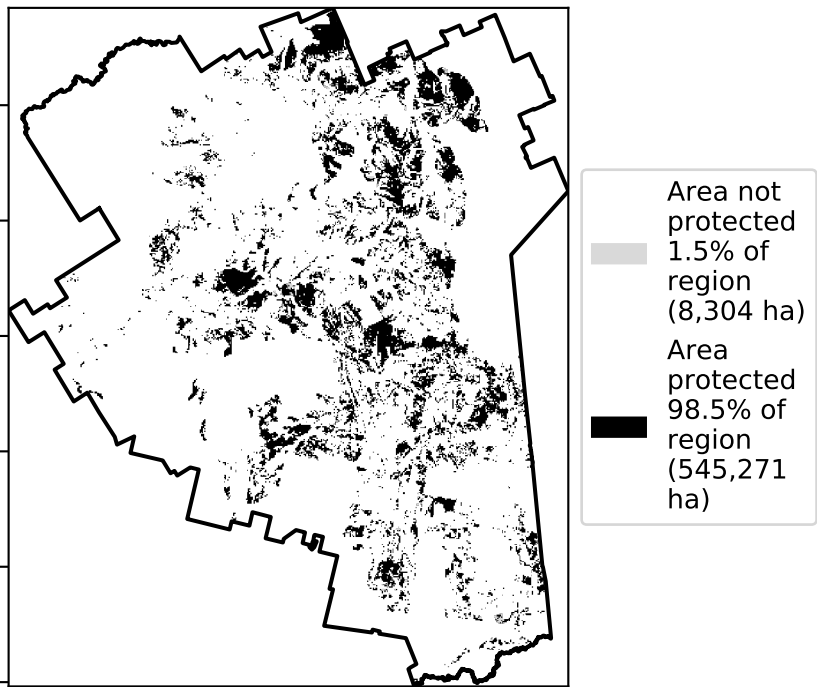 Area not
protected
1.5% of
region
(8,304 ha)
Area
protected
98.5% of
region
(545,271
ha)